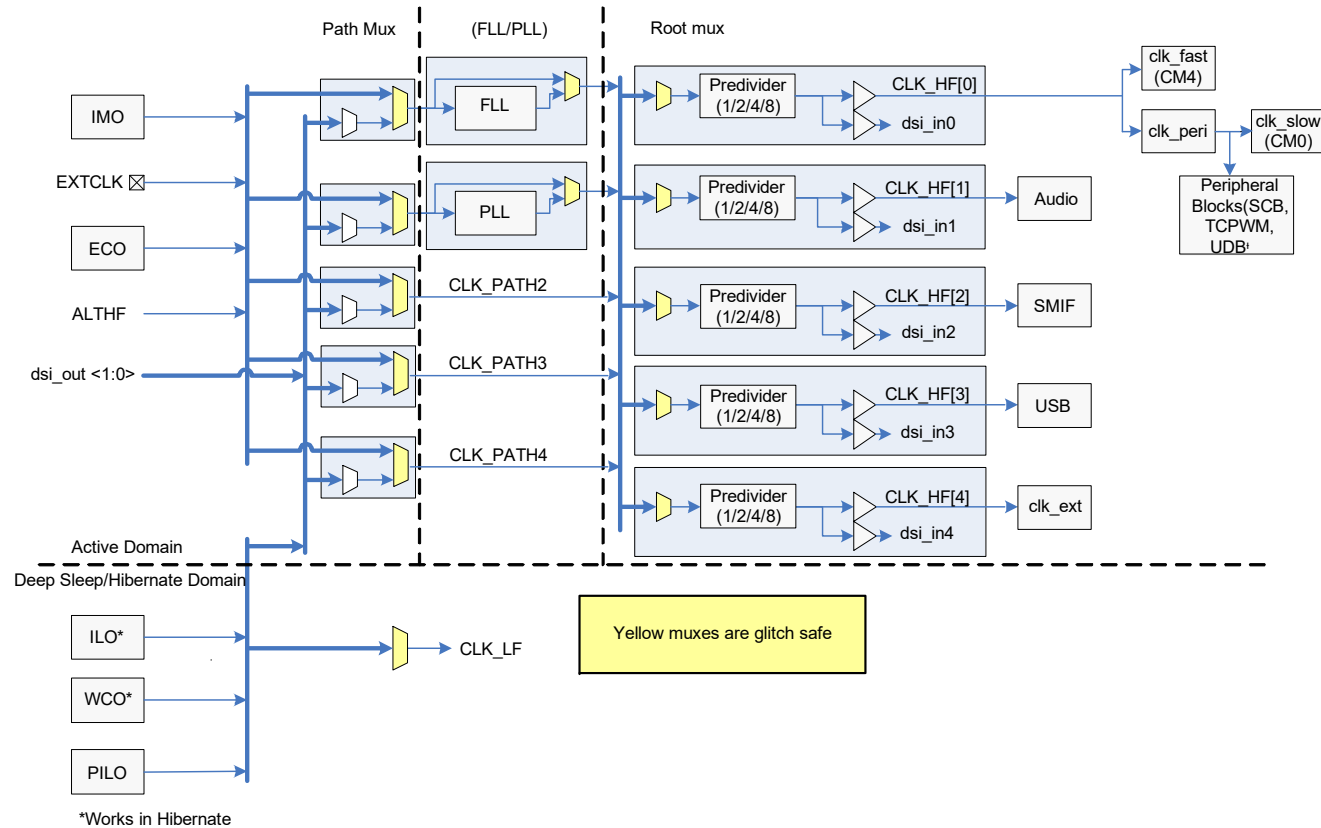 Path Mux
(FLL/PLL)
Root mux
IMO
EXTCLK
ECO
ALTHF
dsi_out <1:0>
FLL
PLL
CLK_PATH2
CLK_PATH3
CLK_PATH4
Predivider
(1/2/4/8)
CLK_HF[0]
dsi_in0
Predivider
(1/2/4/8)
CLK_HF[1]
dsi_in1
Predivider
(1/2/4/8)
CLK_HF[2]
dsi_in2
Predivider
(1/2/4/8)
CLK_HF[3]
dsi_in3
Predivider
(1/2/4/8)
CLK_HF[4]
dsi_in4
clk_fast
(CM4)
clk_peri
clk_slow
(CM0)
Peripheral
Blocks(SCB,
TCPWM,
UDB‡
Audio
SMIF
USB
clk_ext
Active Domain
Deep Sleep/Hibernate Domain
ILO*
WCO*
PILO
CLK_LF
Yellow muxes are glitch safe
*Works in Hibernate